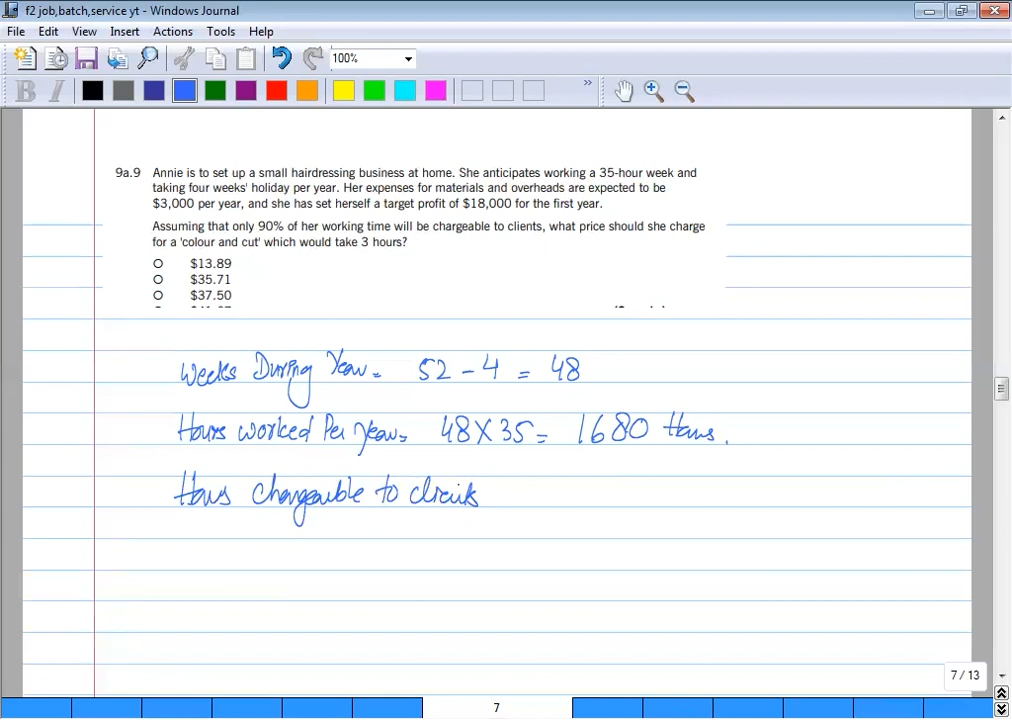 f2 job,batch,service yt - Windows Journal
File Edit View Insert Actions Tools Help
100%
B I »
9a.9 Annie is to set up a small hairdressing business at home. She anticipates working a 35-hour week and
taking four weeks' holiday per year. Her expenses for materials and overheads are expected to be
$3,000 per year, and she has set herself a target profit of $18,000 for the first year.
Assuming that only 90% of her working time will be chargeable to clients, what price should she charge
for a 'colour and cut' which would take 3 hours?
O $13.89
O $35.71
O $37.50
Weeks During Year = 52 - 4 = 48
Hours worked Per Year = 48 X 35 = 1680 Hours.
Hours chargeable to clients
7 / 13
7